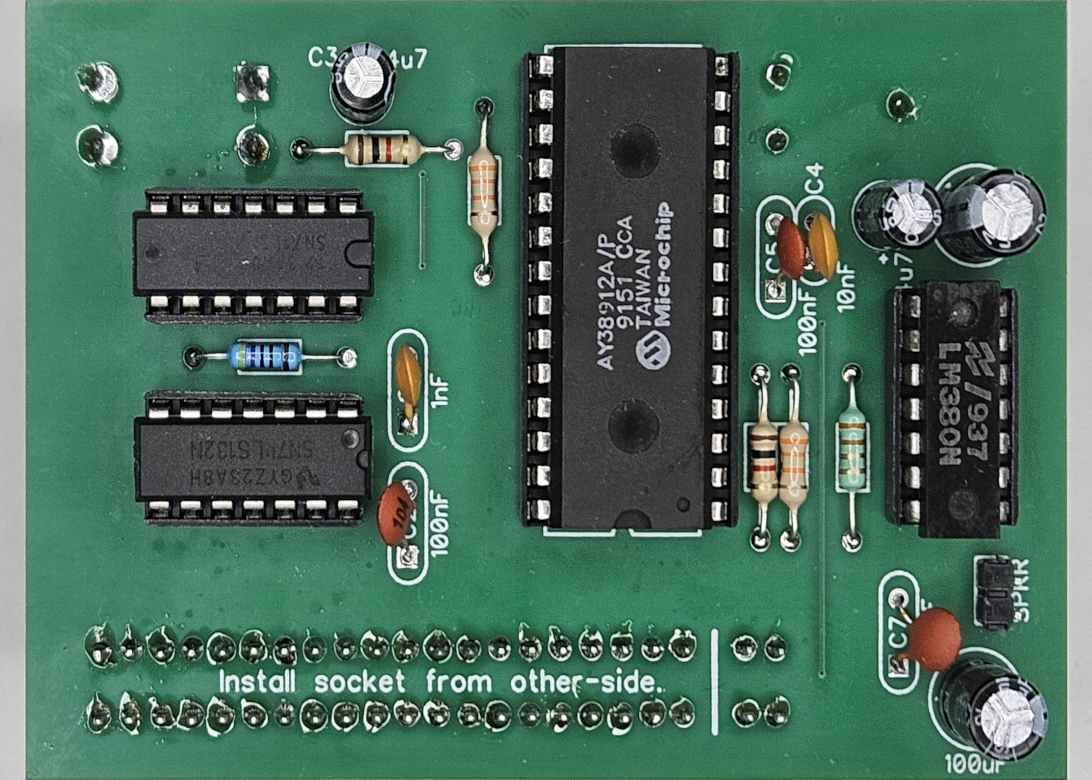 C3
4u7
C4
C5
10nF
100nF
AY38912A/P
9151 CCA
TAIWAN
Microchip
4u7
/937
LM380N
1nF
GYZ23A8H
SN74LS132N
104
100nF
3PWR
C7
Install socket from other-side.
100uF